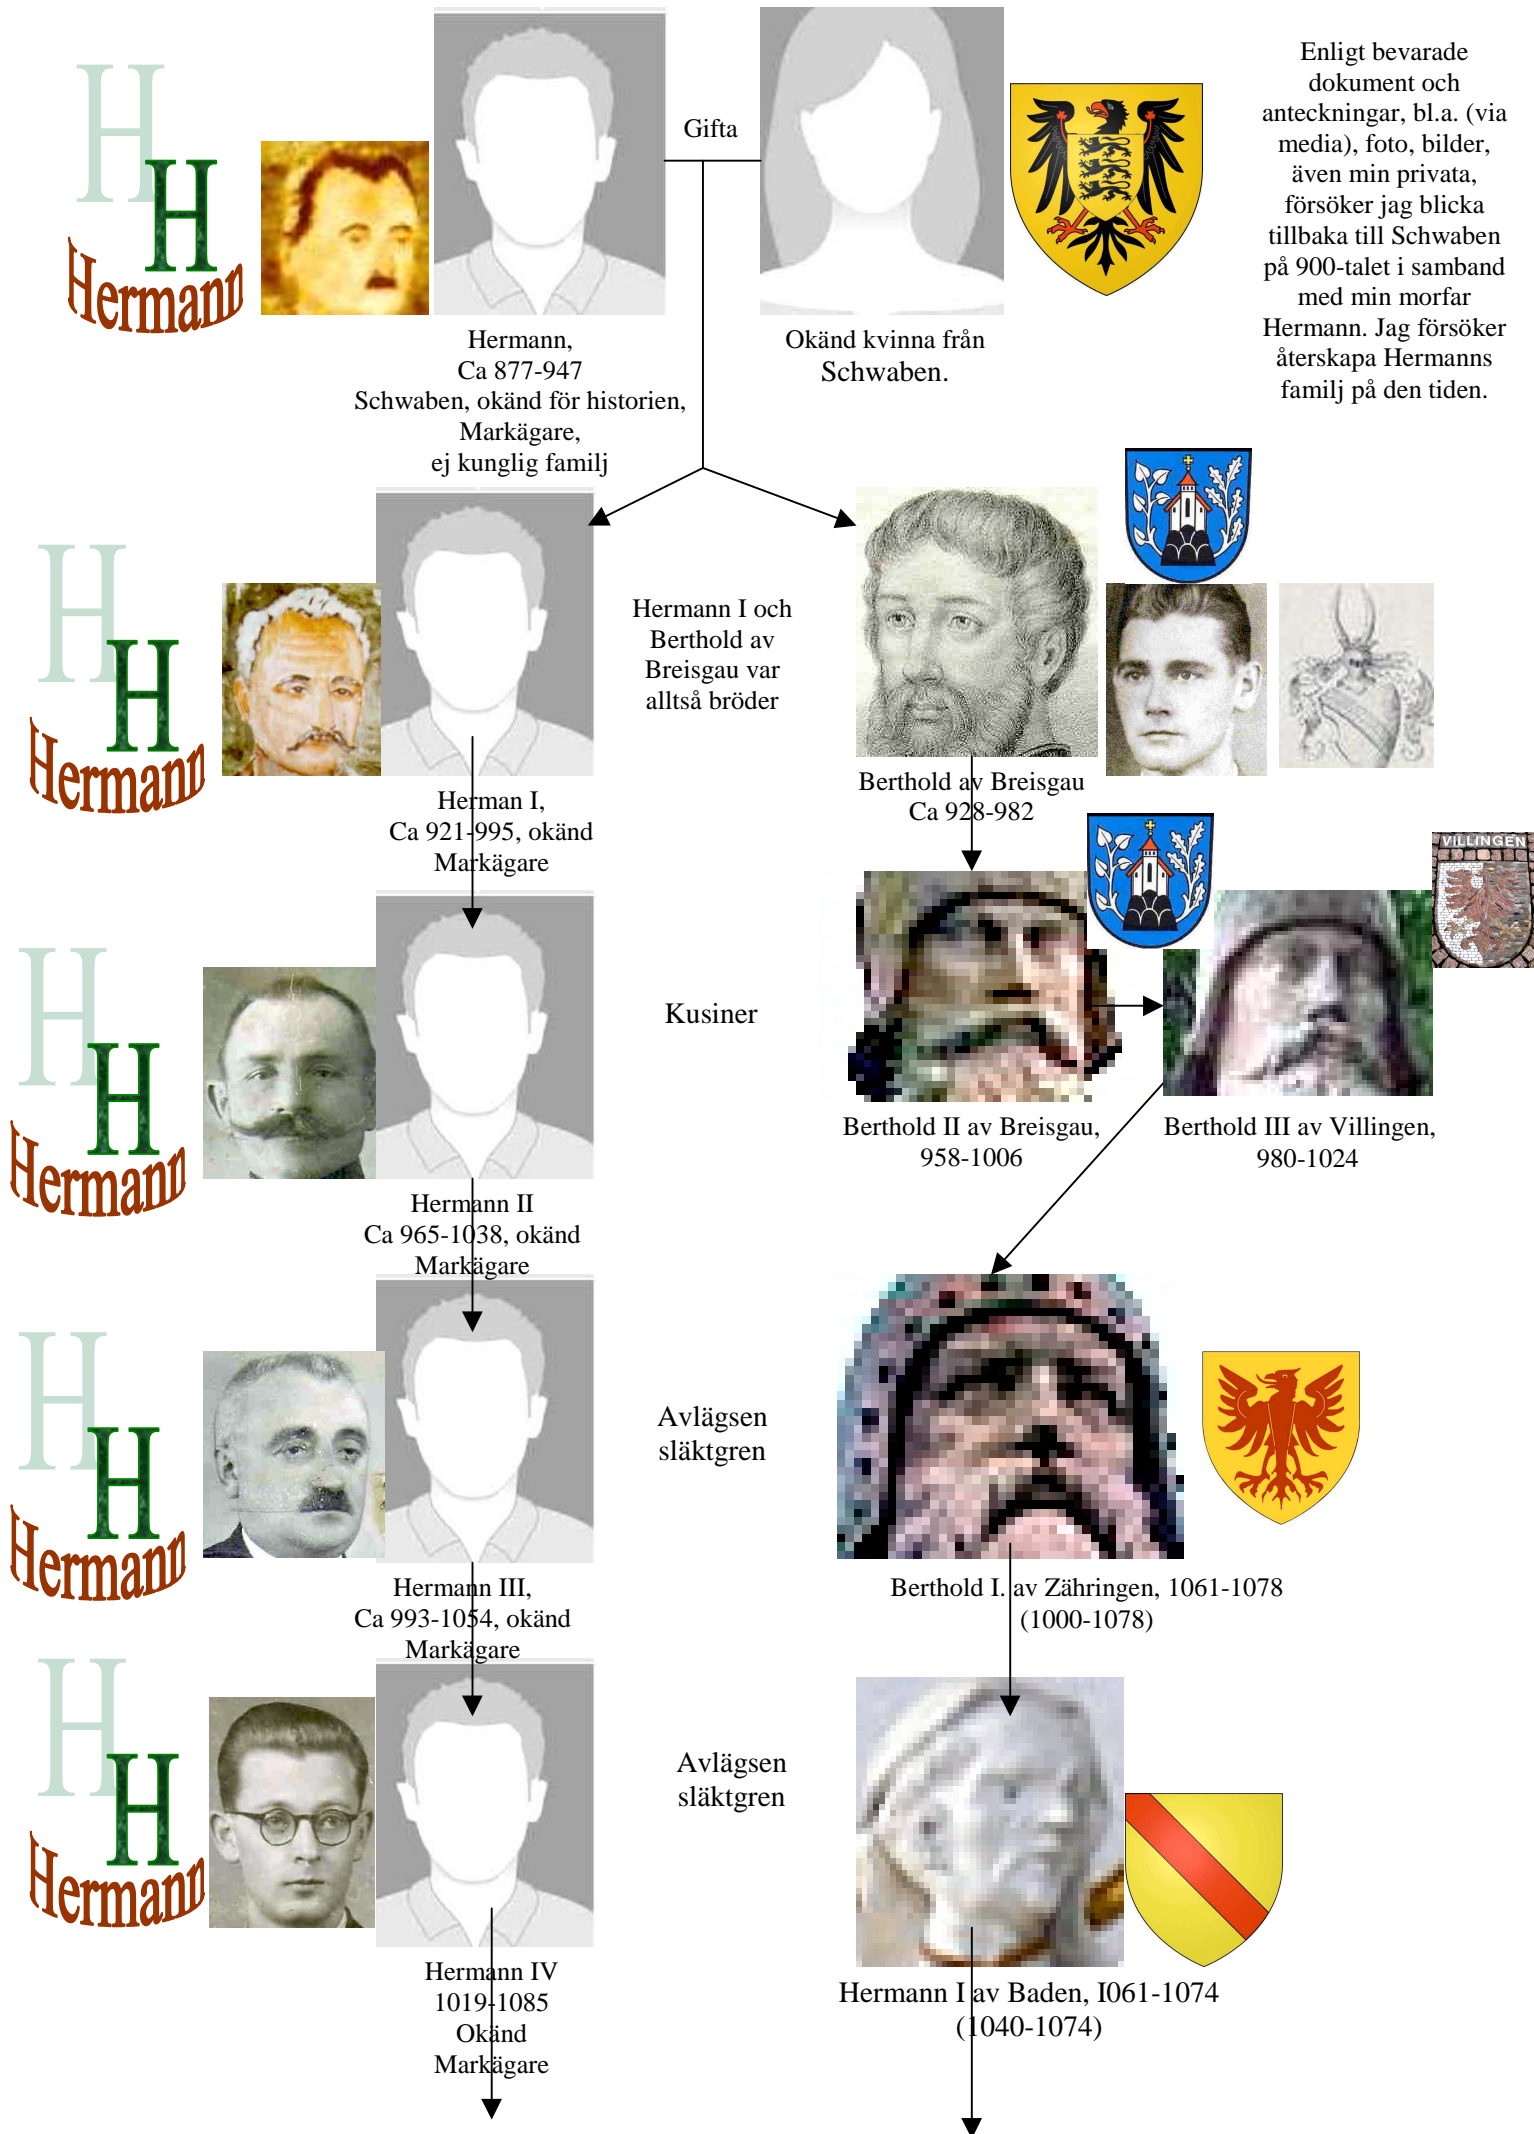 Gifta
Enligt bevarade
dokument och
anteckningar, bl.a. (via
media), foto, bilder,
även min privata,
försöker jag blicka
tillbaka till Schwaben
på 900-talet i samband
med min morfar
Hermann. Jag försöker
återskapa Hermanns
familj på den tiden.
H
H
Hermann
Hermann,
Ca 877-947
Schwaben, okänd för historien,
Markägare,
ej kunglig familj
Okänd kvinna från
Schwaben.
H
H
Hermann
Hermann I och
Berthold av
Breisgau var
alltså bröder
Herman I,
Ca 921-995, okänd
Markägare
Berthold av Breisgau
Ca 928-982
VILLINGEN
H
H
Hermann
Kusiner
Hermann II
Ca 965-1038, okänd
Markägare
Berthold II av Breisgau,
958-1006
Berthold III av Villingen,
980-1024
H
H
Hermann
Avlägsen
släktgren
Hermann III,
Ca 993-1054, okänd
Markägare
Berthold I. av Zähringen, 1061-1078
(1000-1078)
H
H
Hermann
Avlägsen
släktgren
Hermann IV
1019-1085
Okänd
Markägare
Hermann I av Baden, I061-1074
(1040-1074)